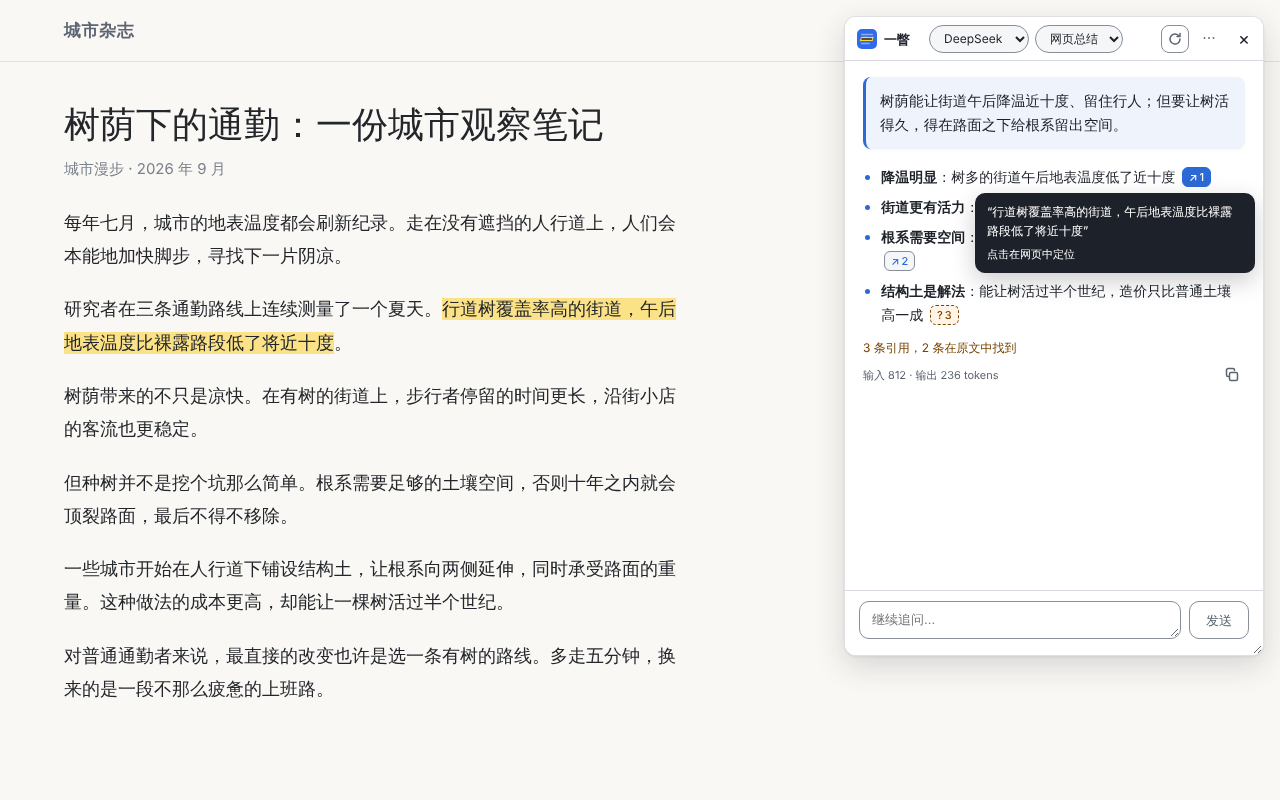 城市杂志
树荫下的通勤：一份城市观察笔记
城市漫步 · 2026 年 9 月
每年七月，城市的地表温度都会刷新纪录。走在没有遮挡的人行道上，人们会
本能地加快脚步，寻找下一片阴凉。
研究者在三条通勤路线上连续测量了一个夏天。行道树覆盖率高的街道，午后
地表温度比裸露路段低了将近十度。
树荫带来的不只是凉快。在有树的街道上，步行者停留的时间更长，沿街小店
的客流也更稳定。
但种树并不是挖个坑那么简单。根系需要足够的土壤空间，否则十年之内就会
顶裂路面，最后不得不移除。
一些城市开始在人行道下铺设结构土，让根系向两侧延伸，同时承受路面的重
量。这种做法的成本更高，却能让一棵树活过半个世纪。
对普通通勤者来说，最直接的改变也许是选一条有树的路线。多走五分钟，换
来的是一段不那么疲惫的上班路。
一瞥 DeepSeek 网页总结
树荫能让街道午后降温近十度、留住行人；但要让树活
得久，得在路面之下给根系留出空间。
降温明显：树多的街道午后地表温度低了近十度 ↗1
街道更有活力：
根系需要空间：
↗2
“行道树覆盖率高的街道，午后地表温度比裸露
路段低了将近十度”
点击在网页中定位
结构土是解法：能让树活过半个世纪，造价只比普通土壤
高一成 ?3
3 条引用，2 条在原文中找到
输入 812 · 输出 236 tokens
继续追问...
发送